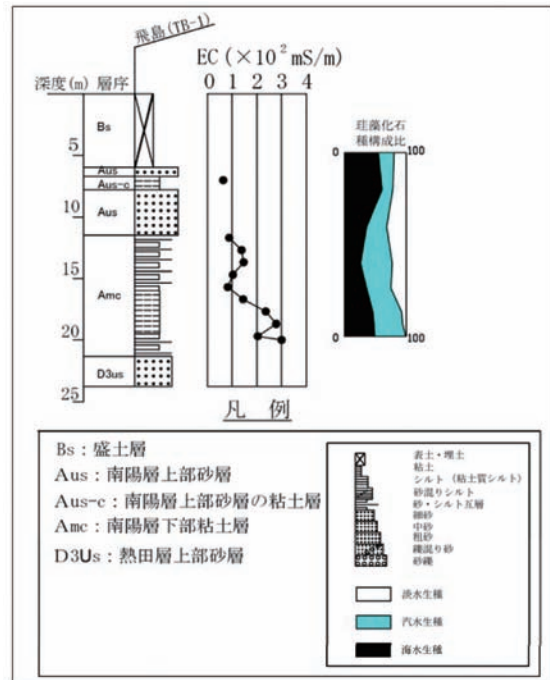 飛島(TB-1)
EC (×10² mS/m)
深度(m) 層序
0 1 2 3 4
Bs
珪藻化石
種構成比
0 100
5
Aus
Aus-c
10
Aus
15
Amc
20
0 100
D3us
25
凡 例
Bs：盛土層
Aus：南陽層上部砂層
Aus-c：南陽層上部砂層の粘土層
Amc：南陽層下部粘土層
D3Us：熱田層上部砂層
表土・埋土
粘土
シルト (粘土質シルト)
砂混りシルト
砂・シルト互層
細砂
中砂
粗砂
礫混り砂
砂礫
淡水生種
汽水生種
海水生種